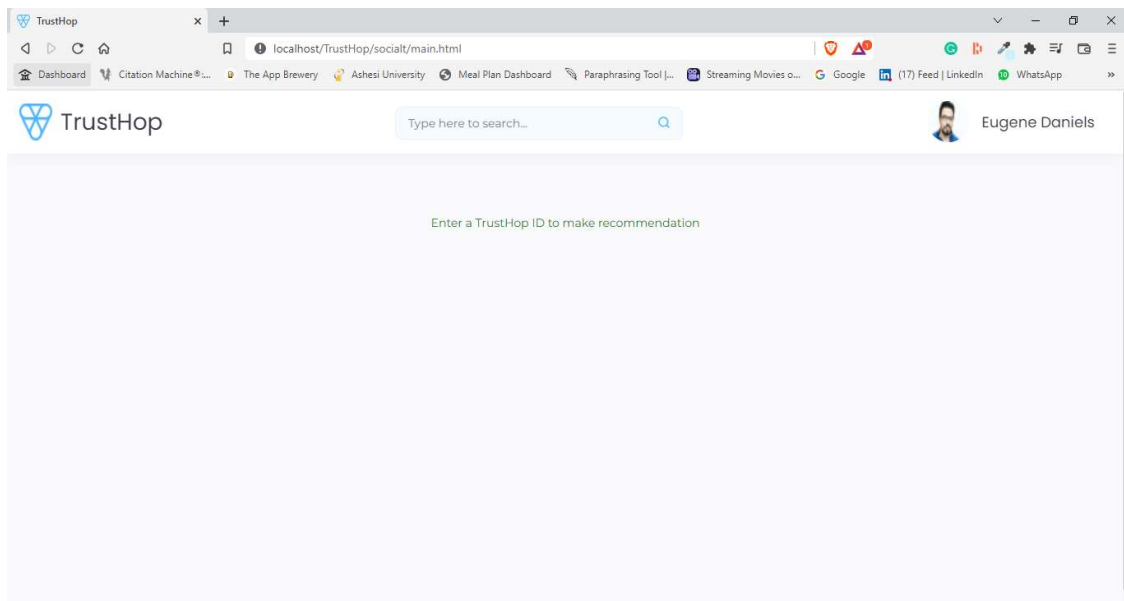 TrustHop
localhost/TrustHop/socialt/main.html
Dashboard Citation Machine®:... The App Brewery Ashesi University Meal Plan Dashboard Paraphrasing Tool |... Streaming Movies o... Google (17) Feed | LinkedIn WhatsApp
TrustHop Type here to search... Eugene Daniels
Enter a TrustHop ID to make recommendation